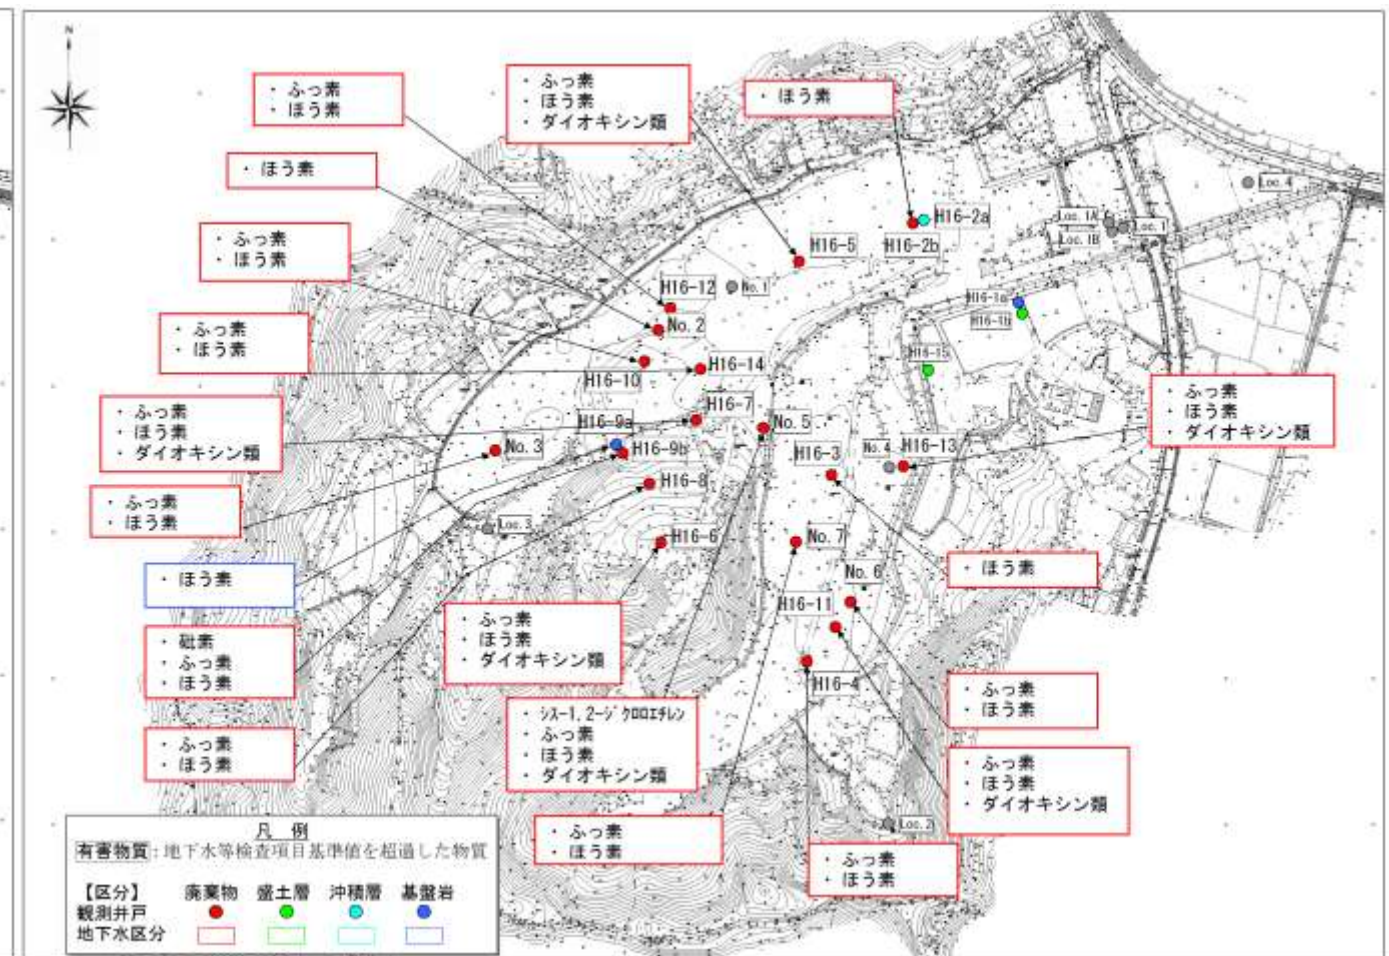 N
・ ふっ素
・ ほう素
・ ふっ素
・ ほう素
・ ダイオキシン類
・ ほう素
・ ほう素
・ ふっ素
・ ほう素
・ ふっ素
・ ほう素
・ ふっ素
・ ほう素
・ ダイオキシン類
・ ふっ素
・ ほう素
・ ほう素
・ 砒素
・ ふっ素
・ ほう素
・ ふっ素
・ ほう素
・ ふっ素
・ ほう素
・ ダイオキシン類
・ シス-1,2-ジクロロエチレン
・ ふっ素
・ ほう素
・ ダイオキシン類
・ ふっ素
・ ほう素
・ ふっ素
・ ほう素
・ ダイオキシン類
・ ほう素
・ ふっ素
・ ほう素
・ ふっ素
・ ほう素
・ ダイオキシン類
・ ふっ素
・ ほう素
Loc. 4
Loc. 1A
Loc. 1
Loc. 1B
H16-2a
H16-2b
H16-5
No. 1
H16-12
No. 2
H16-1a
H16-1b
H16-15
H16-10
H16-14
H16-7
No. 5
H16-9a
H16-9b
No. 3
H16-8
H16-3
No. 4
H16-13
Loc. 3
H16-6
No. 7
No. 6
H16-11
H16-4
Loc. 2
凡 例
有害物質：地下水等検査項目基準値を超過した物質
【区分】 廃棄物 盛土層 沖積層 基盤岩
観測井戸
地下水区分